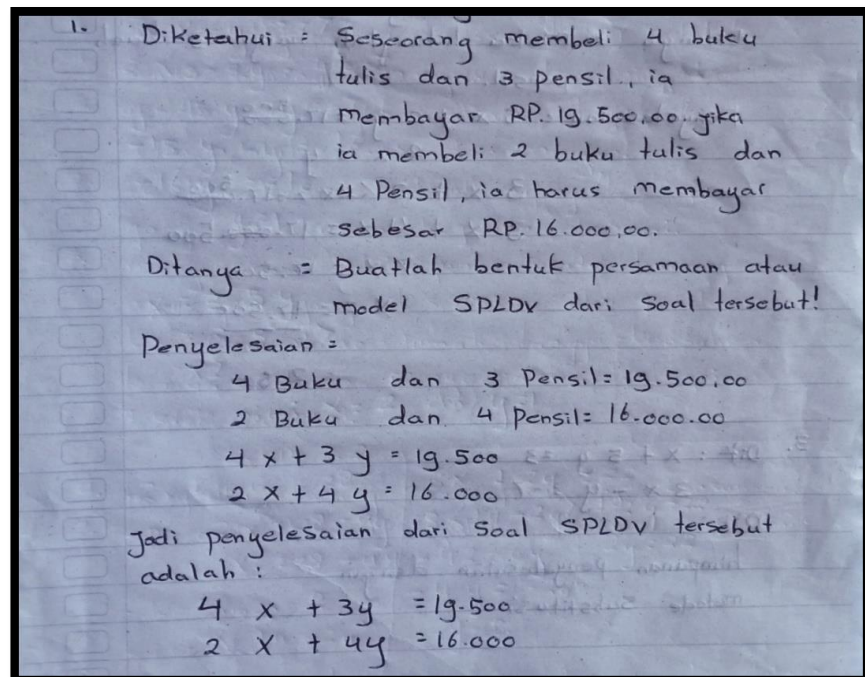 1. Diketahui = Seseorang membeli 4 buku
tulis dan 3 pensil, ia
membayar RP. 19.500,00. jika
ia membeli 2 buku tulis dan
4 Pensil, ia harus membayar
sebesar RP. 16.000,00.
Ditanya = Buatlah bentuk persamaan atau
model SPLDV dari Soal tersebut!
Penyelesaian =
4 Buku dan 3 Pensil = 19.500,00
2 Buku dan 4 Pensil = 16.000.00
4 x + 3 y = 19.500
2 x + 4 y = 16.000
Jadi penyelesaian dari Soal SPLDV tersebut
adalah :
4 x + 3y = 19.500
2 x + 4y = 16.000